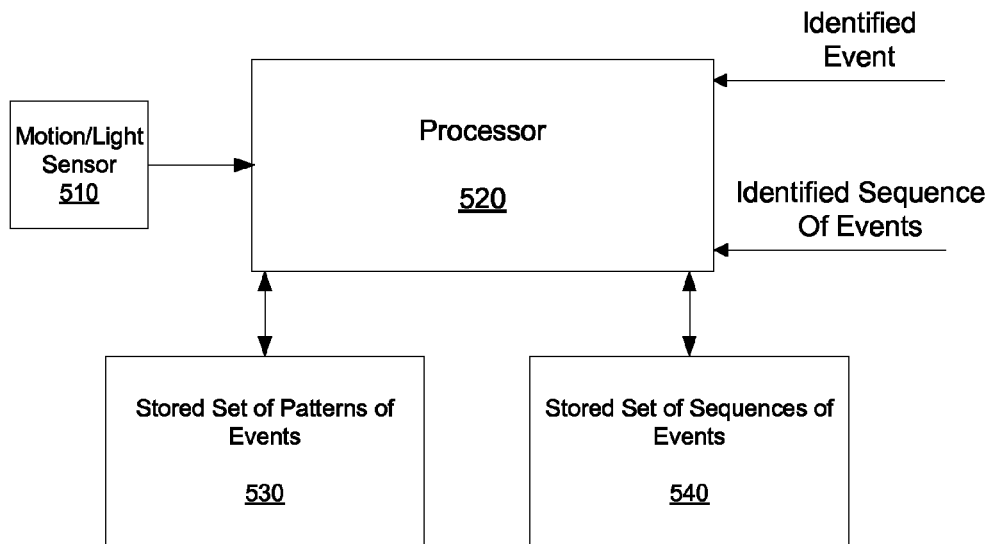 Identified
Event
Motion/Light
Sensor
510
Processor
520
Identified Sequence
Of Events
Stored Set of Patterns of
Events
530
Stored Set of Sequences of
Events
540